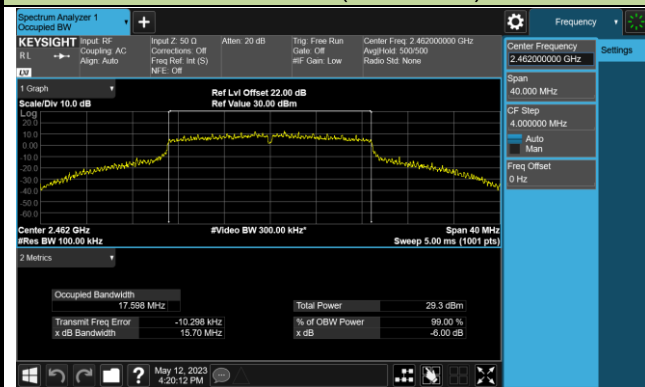 Spectrum Analyzer 1
Occupied BW
Frequency
KEYSIGHT
Input: RF
Coupling: AC
Align: Auto
Input Z: 50 Ω
Corrections: Off
Freq Ref: Int (S)
NFE: Off
Atten: 20 dB
Trig: Free Run
Gate: Off
#IF Gain: Low
Center Freq: 2.462000000 GHz
Avg|Hold: 500/500
Radio Std: None
RL
LXI
1 Graph
Scale/Div 10.0 dB
Ref Lvl Offset 22.00 dB
Ref Value 30.00 dBm
Log
20.0
10.0
0.00
-10.0
-20.0
-30.0
-40.0
-50.0
-60.0
Center 2.462 GHz
#Video BW 300.00 kHz*
Span 40 MHz
#Res BW 100.00 kHz
Sweep 5.00 ms (1001 pts)
2 Metrics
Occupied Bandwidth
17.598 MHz
Total Power
29.3 dBm
Transmit Freq Error
-10.298 kHz
% of OBW Power
99.00 %
x dB Bandwidth
15.70 MHz
x dB
-6.00 dB
May 12, 2023
4:20:12 PM
Center Frequency
2.462000000 GHz
Settings
Span
40.000 MHz
CF Step
4.000000 MHz
Auto
Man
Freq Offset
0 Hz